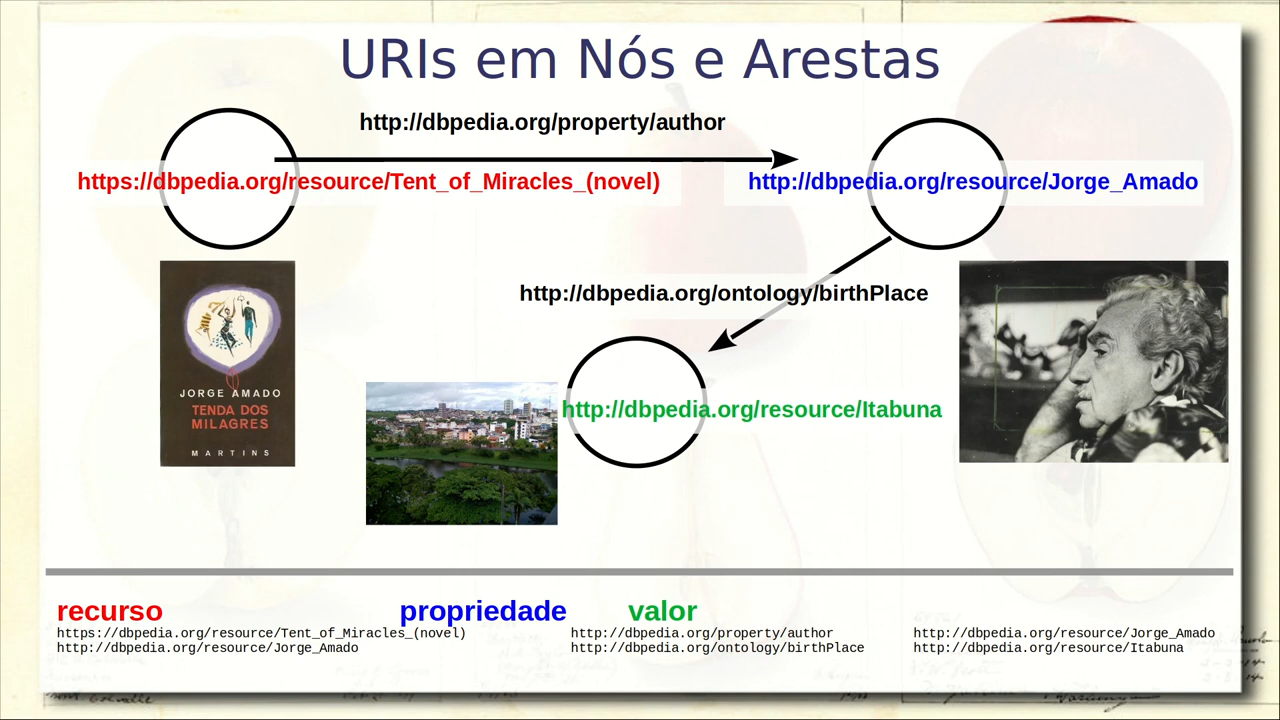 URIs em Nós e Arestas
http://dbpedia.org/property/author
https://dbpedia.org/resource/Tent_of_Miracles_(novel)
http://dbpedia.org/resource/Jorge_Amado
http://dbpedia.org/ontology/birthPlace
JORGE AMADO
TENDA DOS
MILAGRES
MARTINS
http://dbpedia.org/resource/Itabuna
recurso propriedade valor
https://dbpedia.org/resource/Tent_of_Miracles_(novel) http://dbpedia.org/property/author http://dbpedia.org/resource/Jorge_Amado
http://dbpedia.org/resource/Jorge_Amado http://dbpedia.org/ontology/birthPlace http://dbpedia.org/resource/Itabuna